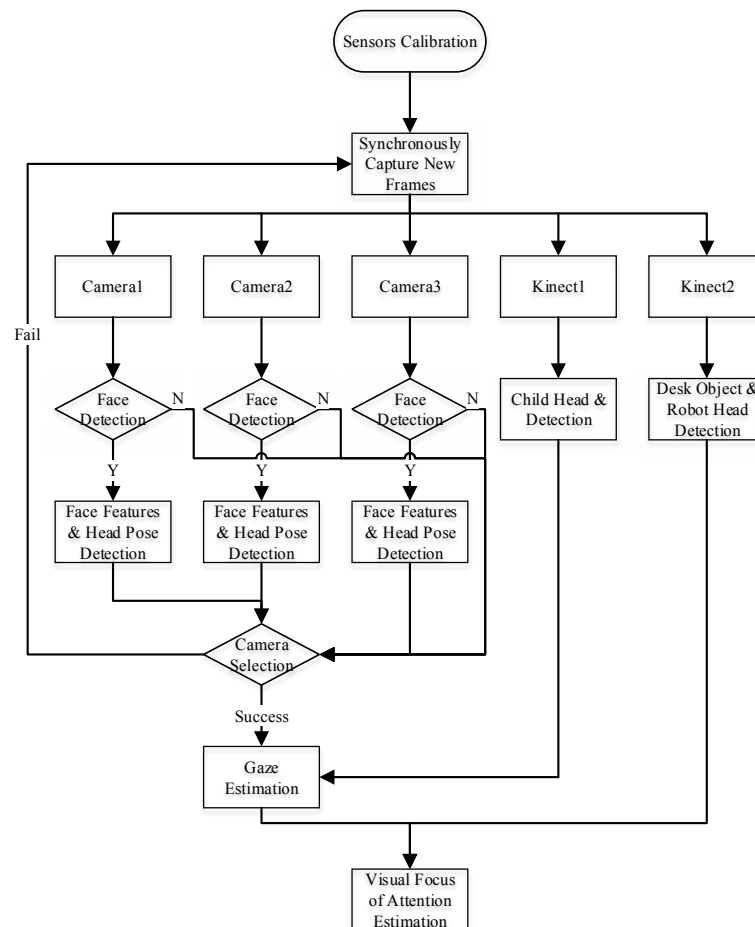 Sensors Calibration
Synchronously
Capture New
Frames
Camera1
Camera2
Camera3
Kinect1
Kinect2
Fail
Face
Detection
N
Face
Detection
N
Face
Detection
N
Child Head &
Detection
Desk Object &
Robot Head
Detection
Y
Y
Y
Face Features
& Head Pose
Detection
Face Features
& Head Pose
Detection
Face Features
& Head Pose
Detection
Camera
Selection
Success
Gaze
Estimation
Visual Focus
of Attention
Estimation